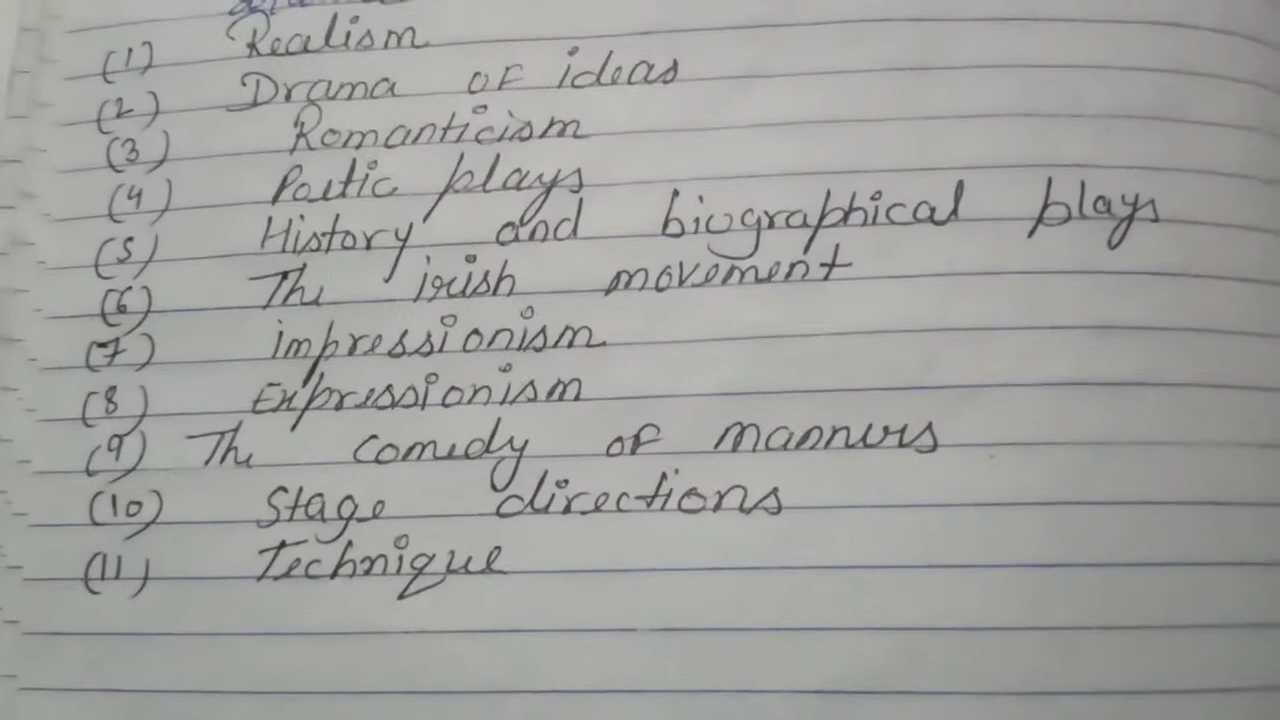 (1) Realism
(2) Drama of ideas
(3) Romanticism
(4) Poetic plays
(5) History and biographical plays
(6) The irish movement
(7) impressionism
(8) Expressionism
(9) The comedy of manners
(10) Stage directions
(11) Technique